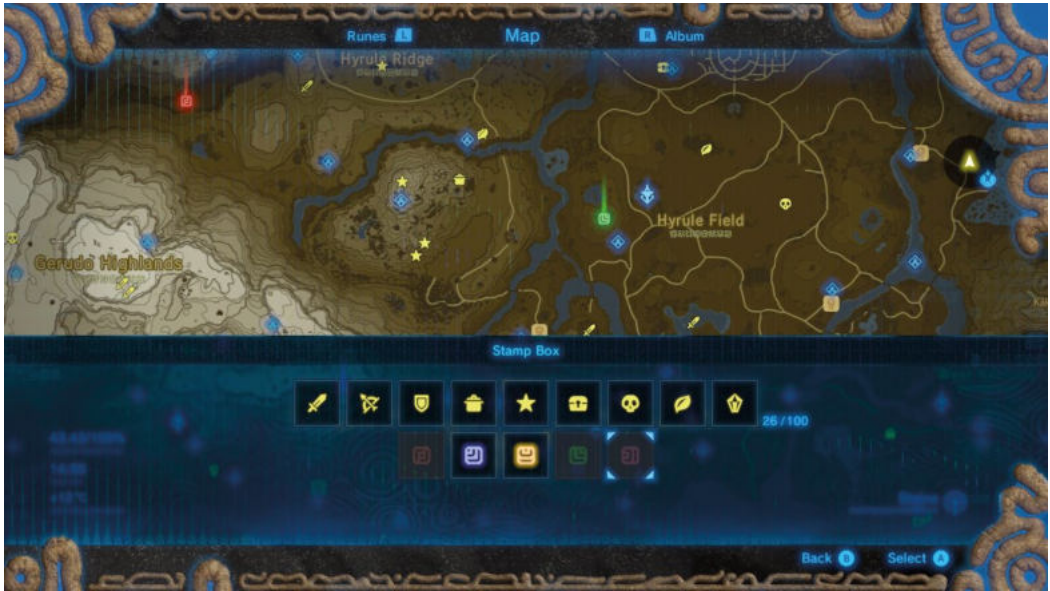 Runes L
Map
R Album
Hyrule Ridge
Gerudo Highlands
Hyrule Field
Stamp Box
26/100
Back B
Select A